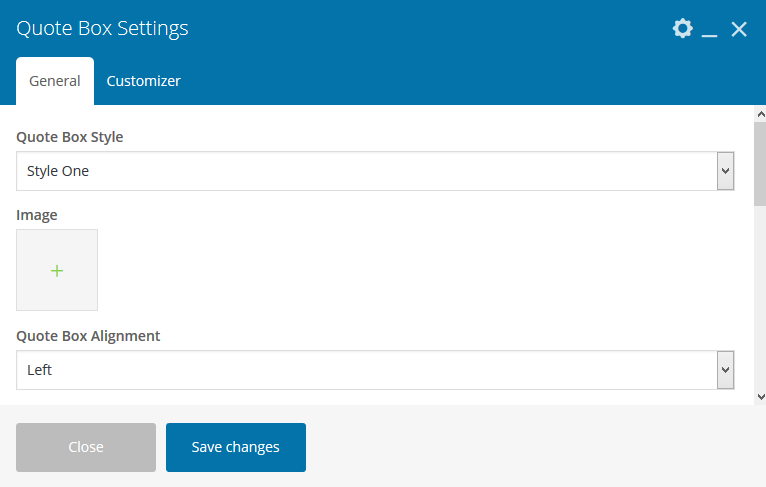 Quote Box Settings
General Customizer
Quote Box Style
Style One
Image
+
Quote Box Alignment
Left
Close Save changes